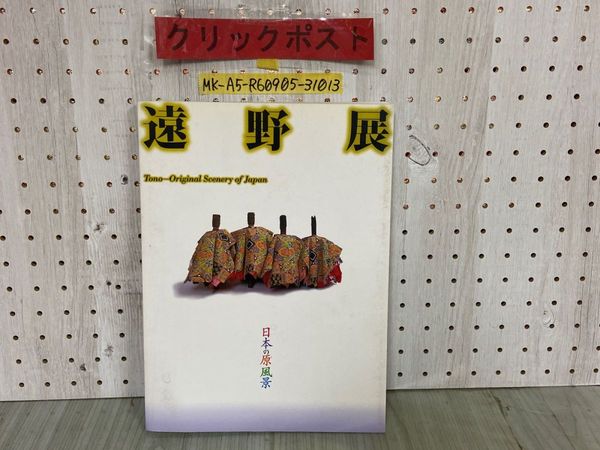 クリックポスト
MK-A5-R60905-31013
遠野展
Tono—Original Scenery of Japan
日本の原風景